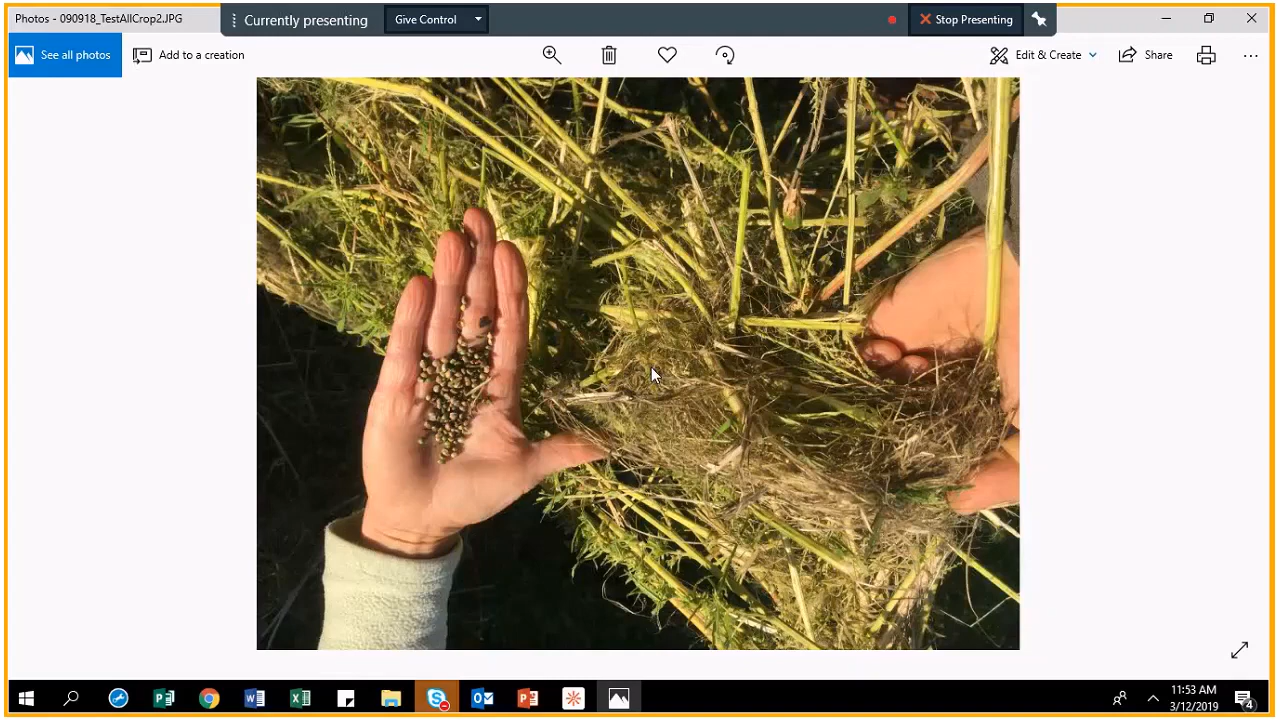 Photos - 090918_TestAllCrop2.JPG
Currently presenting
Give Control
Stop Presenting
See all photos
Add to a creation
Edit & Create
Share
11:53 AM
3/12/2019
4